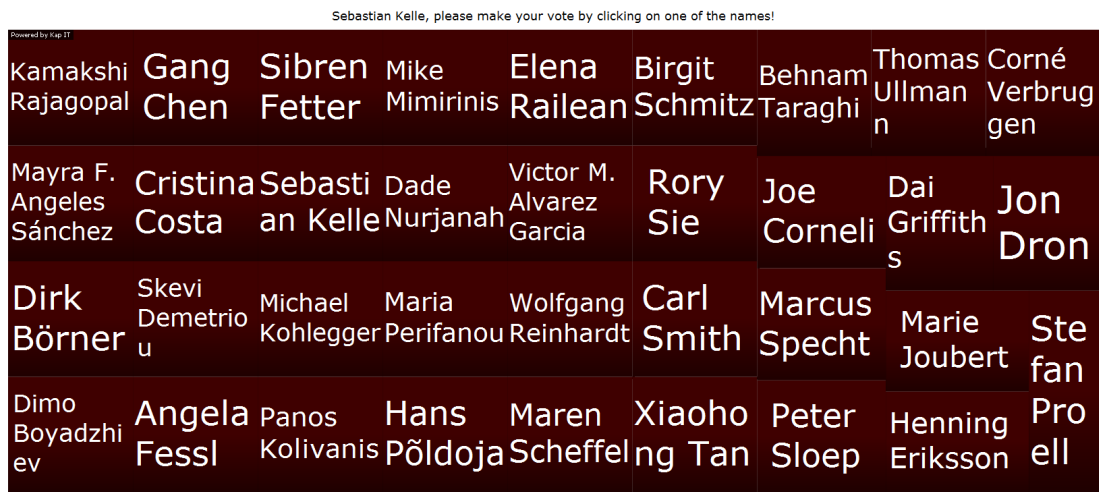 Sebastian Kelle, please make your vote by clicking on one of the names!
Powered by Kap IT
Kamakshi
Rajagopal
Gang
Chen
Sibren
Fetter
Mike
Mimirinis
Elena
Railean
Birgit
Schmitz
Behnam
Taraghi
Thomas
Ullman
n
Corné
Verbrug
gen
Mayra F.
Angeles
Sánchez
Cristina
Costa
Sebasti
an Kelle
Dade
Nurjanah
Victor M.
Alvarez
Garcia
Rory
Sie
Joe
Corneli
Dai
Griffith
s
Jon
Dron
Dirk
Börner
Skevi
Demetrio
u
Michael
Kohlegger
Maria
Perifanou
Wolfgang
Reinhardt
Carl
Smith
Marcus
Specht
Marie
Joubert
Ste
fan
Pro
ell
Dimo
Boyadzhi
ev
Angela
Fessl
Panos
Kolivanis
Hans
Põldoja
Maren
Scheffel
Xiaoho
ng Tan
Peter
Sloep
Henning
Eriksson